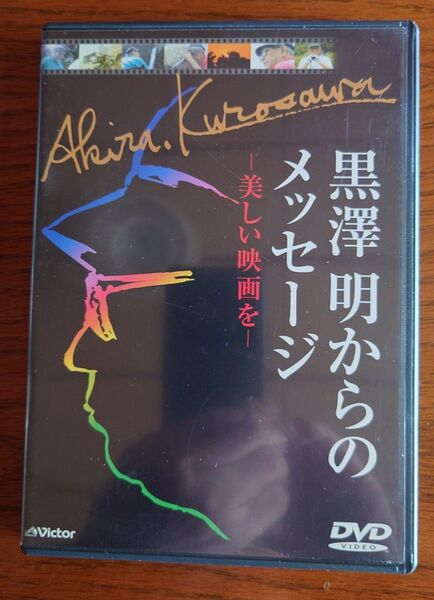 Akira. Kurosawa
黒澤 明からの
メッセージ
―美しい映画を―
Victor
DVD
VIDEO